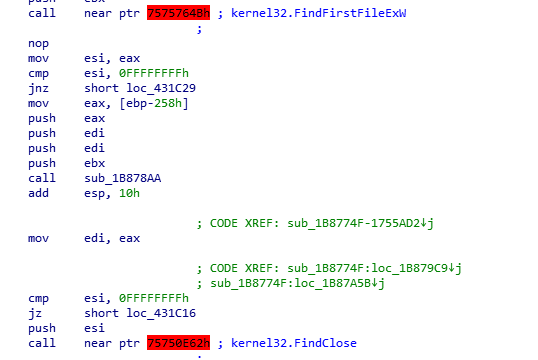 push    ebx
call    near ptr 7575764Bh ; kernel32.FindFirstFileExW
;
nop
mov     esi, eax
cmp     esi, 0FFFFFFFFh
jnz     short loc_431C29
mov     eax, [ebp-258h]
push    eax
push    edi
push    edi
push    ebx
call    sub_1B878AA
add     esp, 10h
; CODE XREF: sub_1B8774F-1755AD2↓j
mov     edi, eax
; CODE XREF: sub_1B8774F:loc_1B879C9↓j
; sub_1B8774F:loc_1B87A5B↓j
cmp     esi, 0FFFFFFFFh
jz      short loc_431C16
push    esi
call    near ptr 75750E62h ; kernel32.FindClose
;